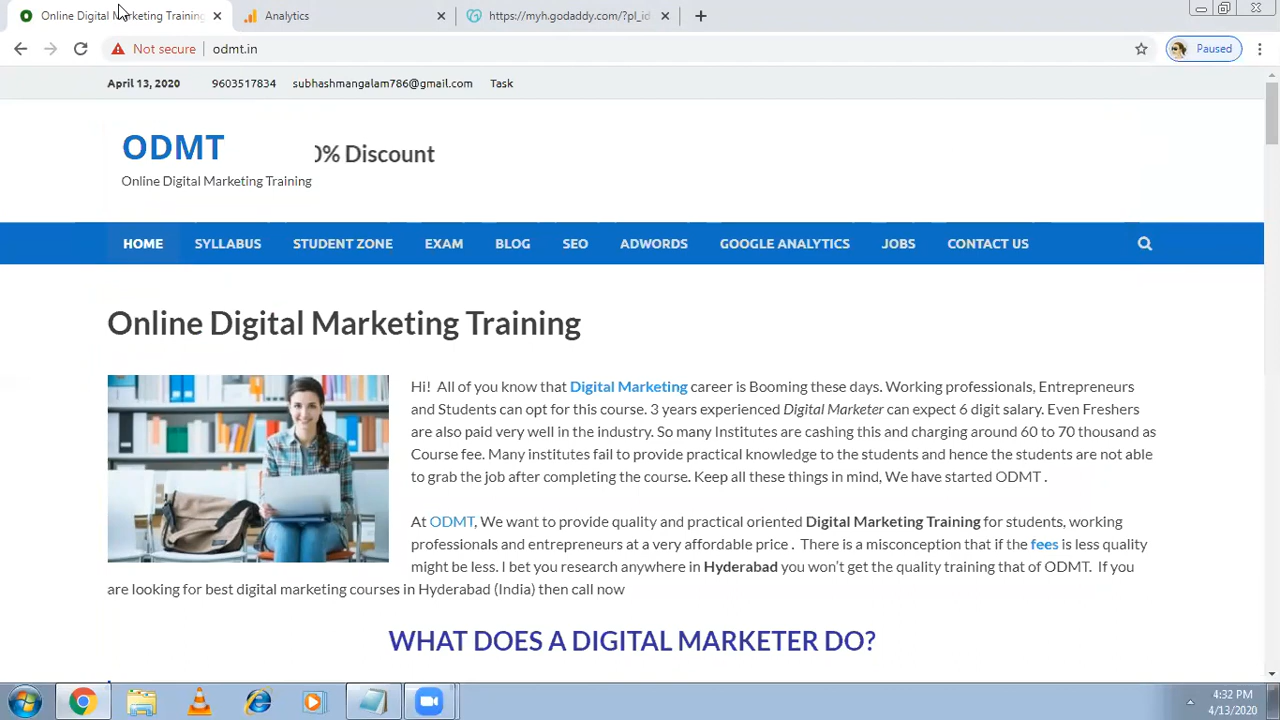 Online Digital Marketing Training
Analytics
https://myh.godaddy.com/?pl_id
Not secure
odmt.in
Paused
April 13, 2020
9603517834
subhashmangalam786@gmail.com
Task
ODMT
0% Discount
Online Digital Marketing Training
HOME
SYLLABUS
STUDENT ZONE
EXAM
BLOG
SEO
ADWORDS
GOOGLE ANALYTICS
JOBS
CONTACT US
Online Digital Marketing Training
Hi! All of you know that Digital Marketing career is Booming these days. Working professionals, Entrepreneurs
and Students can opt for this course. 3 years experienced Digital Marketer can expect 6 digit salary. Even Freshers
are also paid very well in the industry. So many Institutes are cashing this and charging around 60 to 70 thousand as
Course fee. Many institutes fail to provide practical knowledge to the students and hence the students are not able
to grab the job after completing the course. Keep all these things in mind, We have started ODMT .
At ODMT, We want to provide quality and practical oriented Digital Marketing Training for students, working
professionals and entrepreneurs at a very affordable price . There is a misconception that if the fees is less quality
might be less. I bet you research anywhere in Hyderabad you won't get the quality training that of ODMT. If you
are looking for best digital marketing courses in Hyderabad (India) then call now
WHAT DOES A DIGITAL MARKETER DO?
4:32 PM
4/13/2020